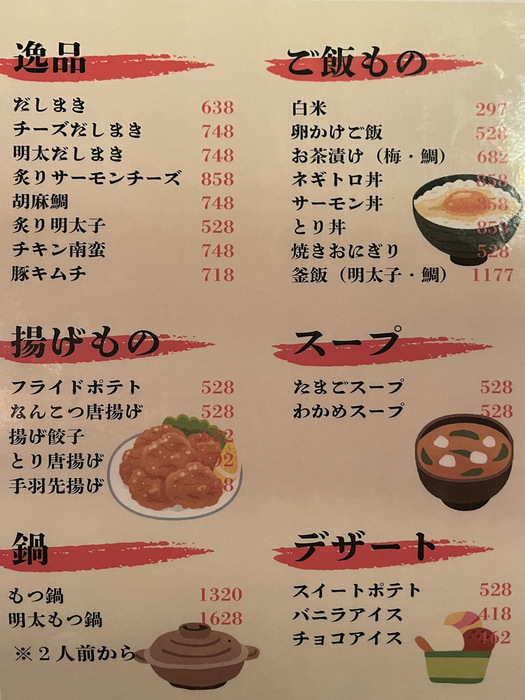 逸品
だしまき 638
チーズだしまき 748
明太だしまき 748
炙りサーモンチーズ 858
胡麻鯛 748
炙り明太子 528
チキン南蛮 748
豚キムチ 718
揚げもの
フライドポテト 528
なんこつ唐揚げ 528
揚げ餃子
とり唐揚げ
手羽先揚げ
鍋
もつ鍋 1320
明太もつ鍋 1628
※2人前から
ご飯もの
白米 297
卵かけご飯 528
お茶漬け（梅・鯛） 682
ネギトロ丼 858
サーモン丼 858
とり丼
焼きおにぎり 528
釜飯（明太子・鯛） 1177
スープ
たまごスープ 528
わかめスープ 528
デザート
スイートポテト 528
バニラアイス 418
チョコアイス